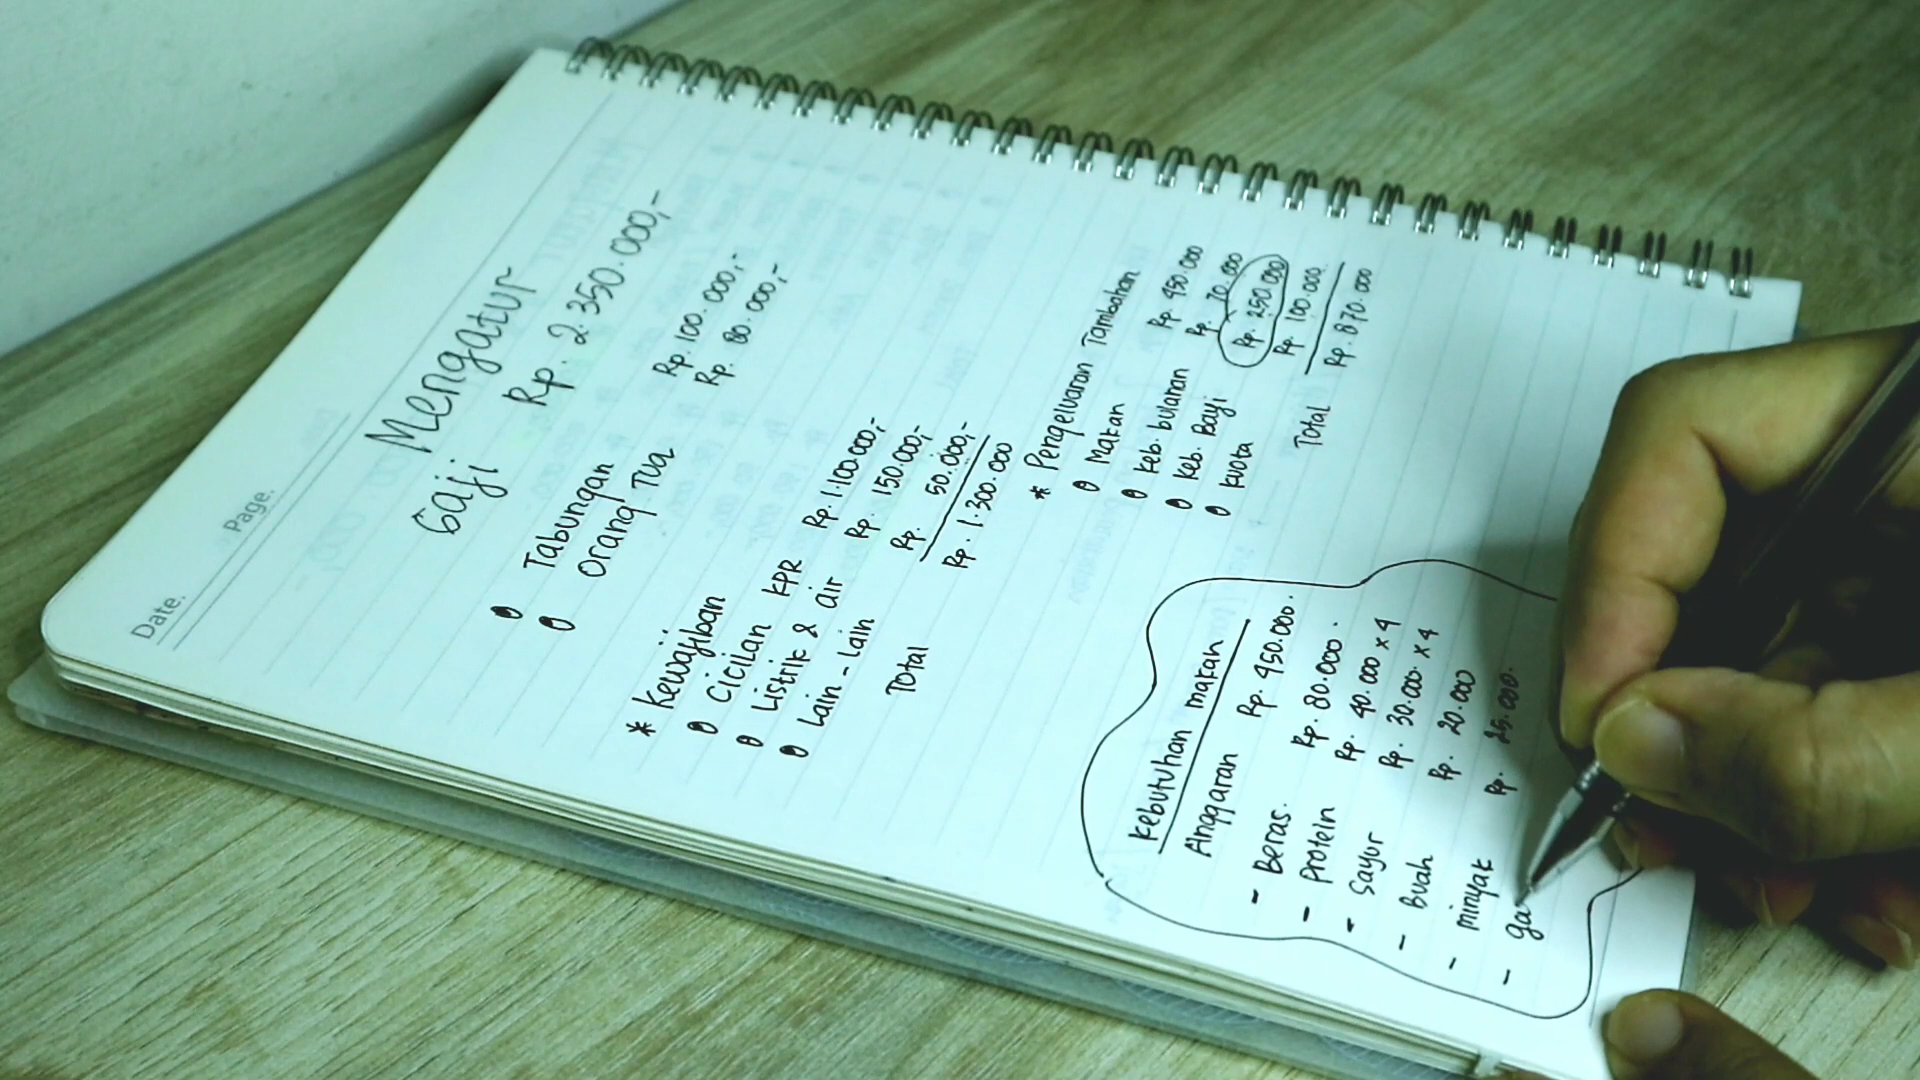 Date.
Page.
Mengatur
Gaji Rp. 2.350.000,-
Tabungan Rp. 100.000,-
Orang Tua Rp. 80.000,-
* Kewajiban
Cicilan KPR Rp. 1.100.000,-
Listrik & air Rp. 150.000,-
Lain-lain Rp. 50.000,-
Total Rp. 1.300.000
* Pengeluaran Tambahan
Makan Rp. 450.000
Keb. bulanan Rp. 70.000
Keb. Bayi Rp. 250.000
Kuota Rp. 100.000
Total Rp. 870.000
Kebutuhan makan
Anggaran Rp. 450.000.
- Beras. Rp. 80.000.
- Protein Rp. 40.000 x 4
- Sayur Rp. 30.000. x 4
- Buah Rp. 20.000
- minyak Rp. 25.000.
- ga